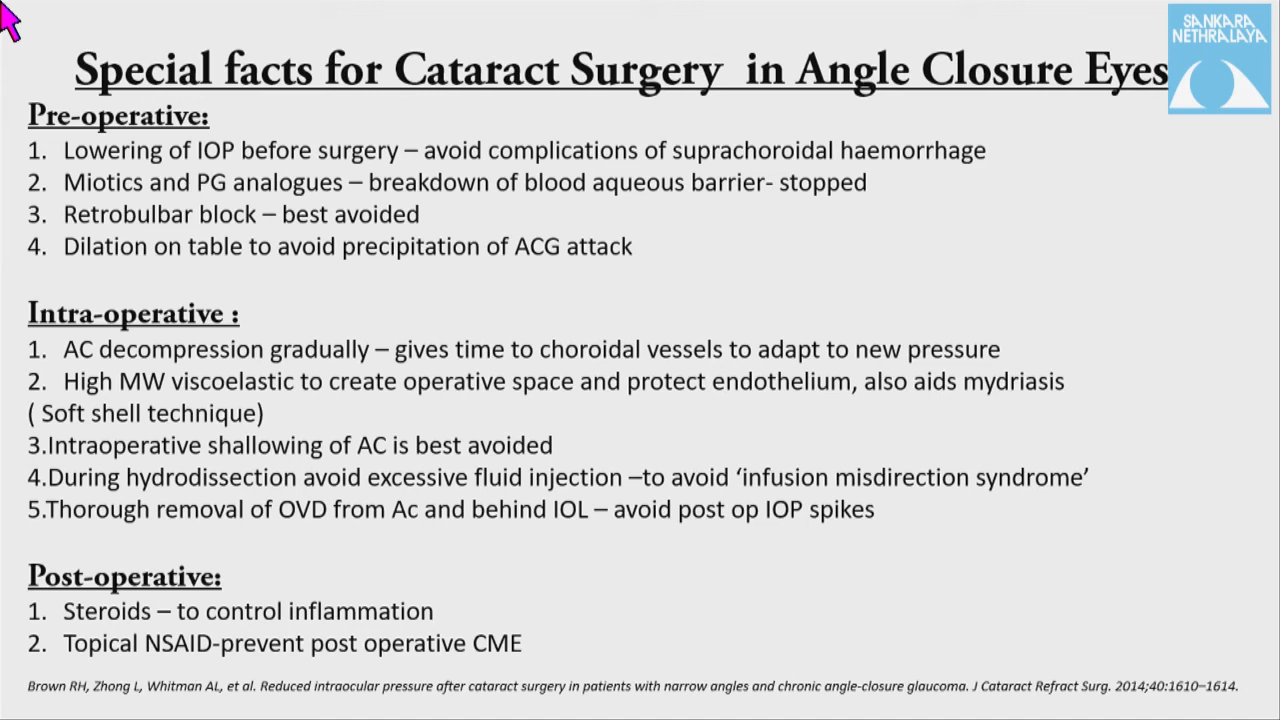 SANKARA
NETHRALAYA
Special facts for Cataract Surgery in Angle Closure Eyes
Pre-operative:
1. Lowering of IOP before surgery – avoid complications of suprachoroidal haemorrhage
2. Miotics and PG analogues – breakdown of blood aqueous barrier- stopped
3. Retrobulbar block – best avoided
4. Dilation on table to avoid precipitation of ACG attack
Intra-operative :
1. AC decompression gradually – gives time to choroidal vessels to adapt to new pressure
2. High MW viscoelastic to create operative space and protect endothelium, also aids mydriasis
( Soft shell technique)
3.Intraoperative shallowing of AC is best avoided
4.During hydrodissection avoid excessive fluid injection –to avoid ‘infusion misdirection syndrome’
5.Thorough removal of OVD from Ac and behind IOL – avoid post op IOP spikes
Post-operative:
1. Steroids – to control inflammation
2. Topical NSAID-prevent post operative CME
Brown RH, Zhong L, Whitman AL, et al. Reduced intraocular pressure after cataract surgery in patients with narrow angles and chronic angle-closure glaucoma. J Cataract Refract Surg. 2014;40:1610–1614.